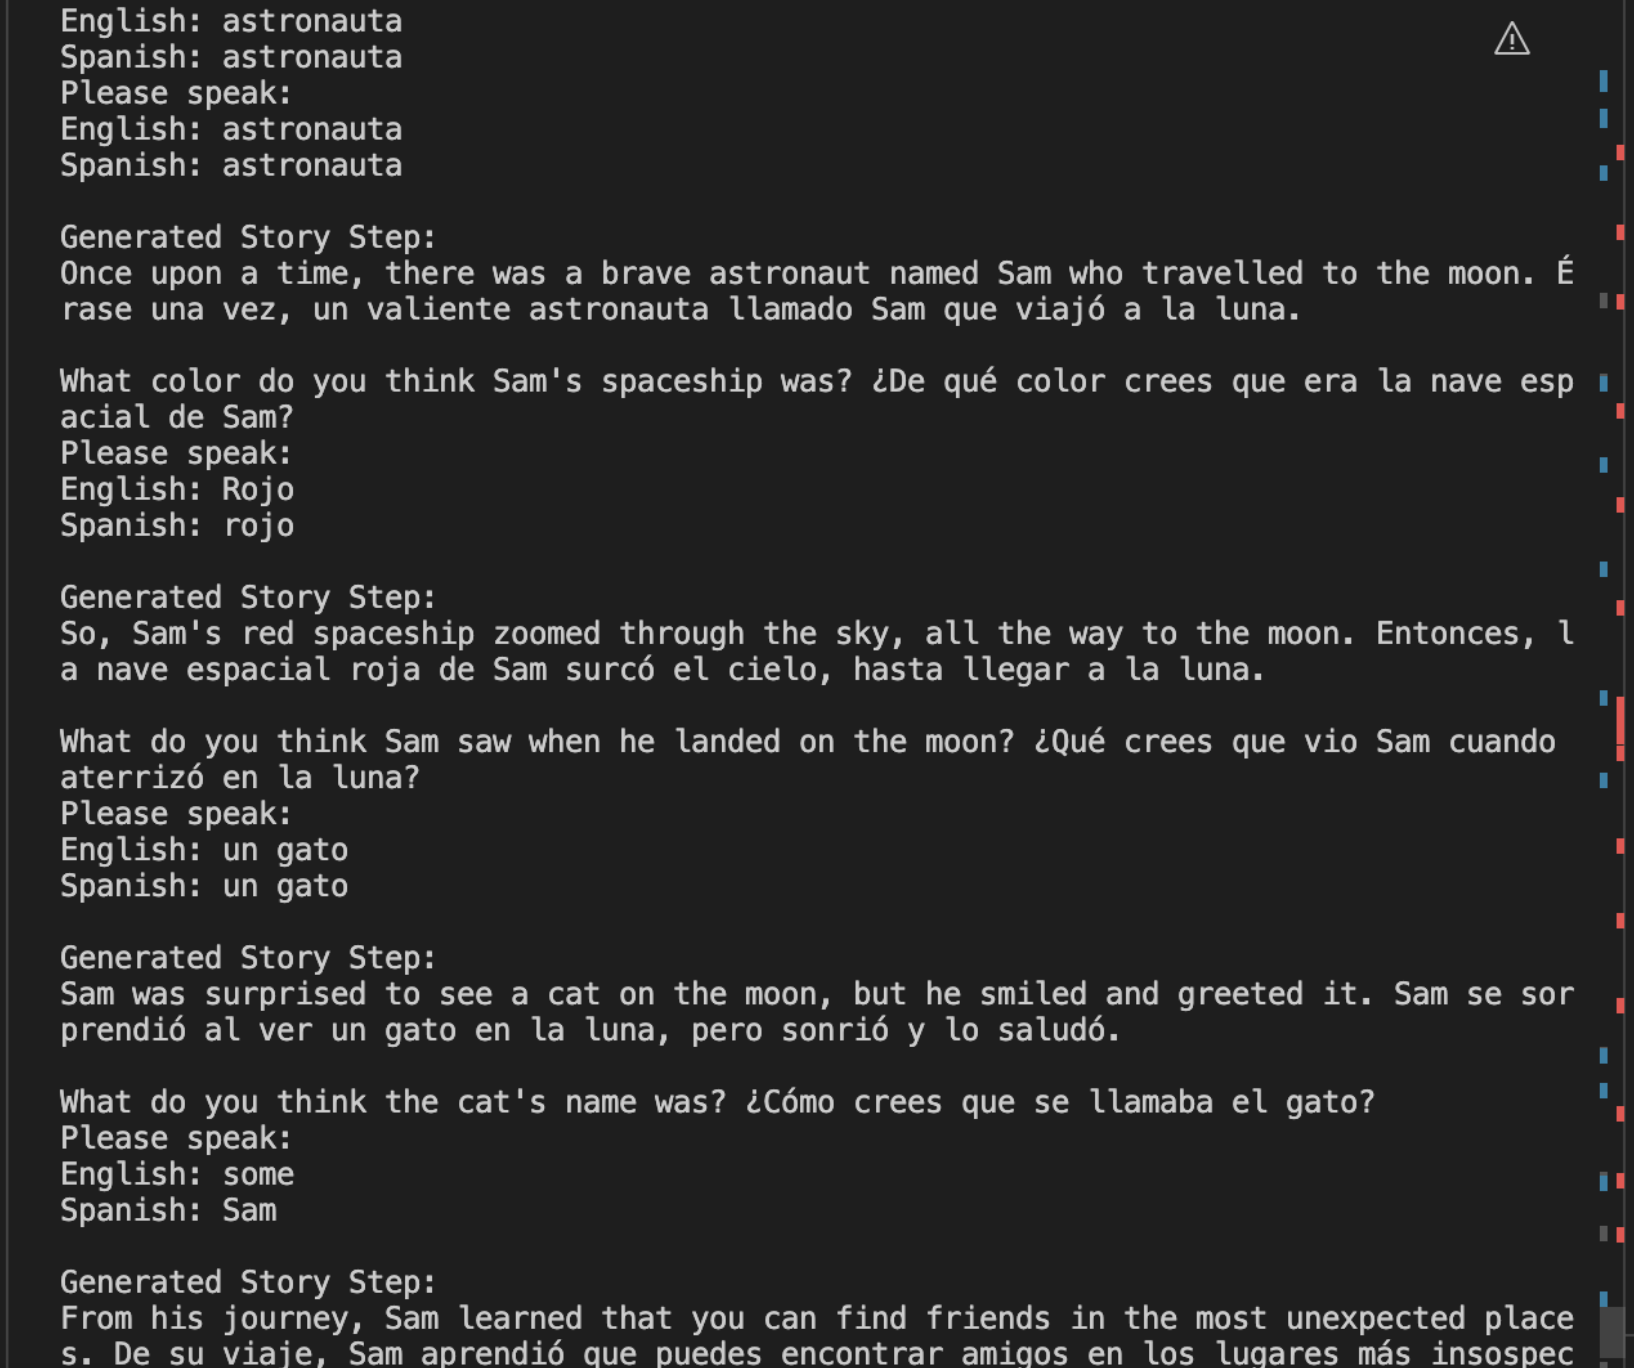 English: astronauta
Spanish: astronauta
Please speak:
English: astronauta
Spanish: astronauta
Generated Story Step:
Once upon a time, there was a brave astronaut named Sam who travelled to the moon. É
rase una vez, un valiente astronauta llamado Sam que viajó a la luna.
What color do you think Sam's spaceship was? ¿De qué color crees que era la nave esp
acial de Sam?
Please speak:
English: Rojo
Spanish: rojo
Generated Story Step:
So, Sam's red spaceship zoomed through the sky, all the way to the moon. Entonces, l
a nave espacial roja de Sam surcó el cielo, hasta llegar a la luna.
What do you think Sam saw when he landed on the moon? ¿Qué crees que vio Sam cuando
aterrizó en la luna?
Please speak:
English: un gato
Spanish: un gato
Generated Story Step:
Sam was surprised to see a cat on the moon, but he smiled and greeted it. Sam se sor
prendió al ver un gato en la luna, pero sonrió y lo saludó.
What do you think the cat's name was? ¿Cómo crees que se llamaba el gato?
Please speak:
English: some
Spanish: Sam
Generated Story Step:
From his journey, Sam learned that you can find friends in the most unexpected place
s. De su viaje, Sam aprendió que puedes encontrar amigos en los lugares más insospec